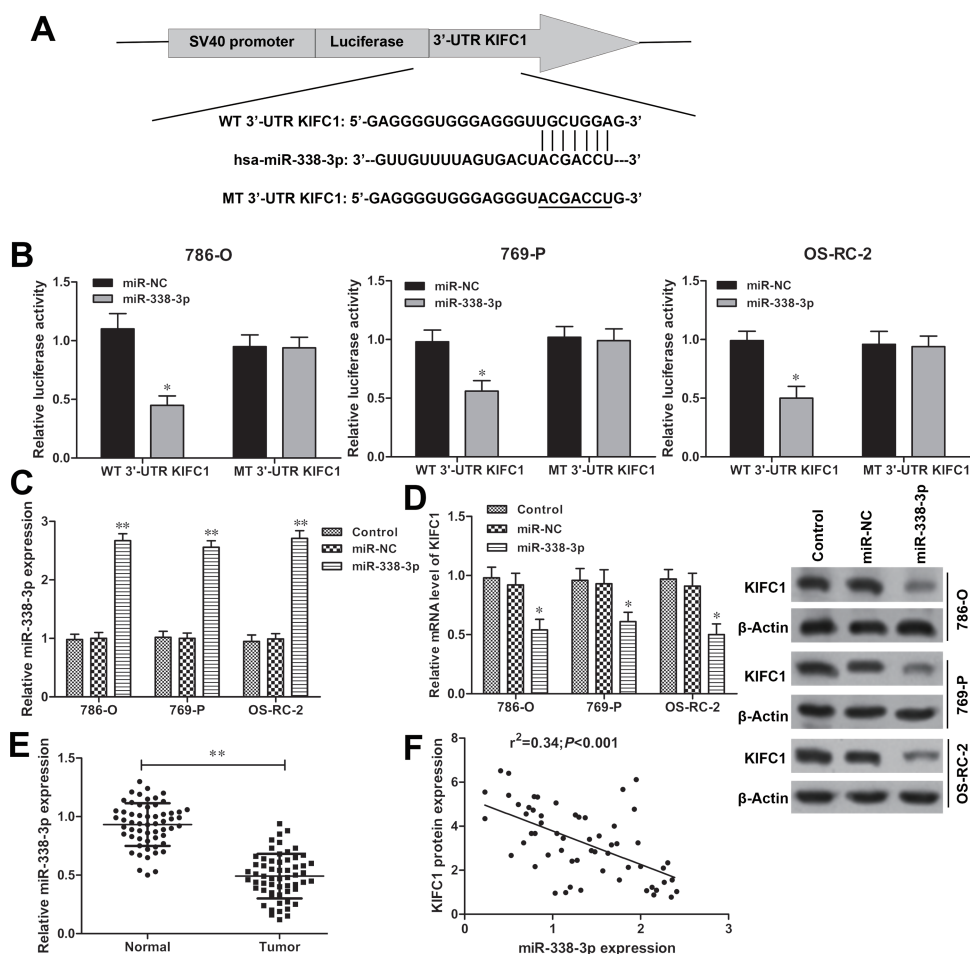 A
SV40 promoter
Luciferase
3'-UTR KIFC1
WT 3'-UTR KIFC1: 5'-GAGGGGUGGGAGGGUUGCUGGAG-3'
hsa-miR-338-3p: 3'--GUUGUUUUAGUGACUACGACCU---3'
MT 3'-UTR KIFC1: 5'-GAGGGGUGGGAGGGUACGACCUG-3'
B
786-O
Relative luciferase activity
1.5
1.0
0.5
0.0
miR-NC
miR-338-3p
*
WT 3'-UTR KIFC1
MT 3'-UTR KIFC1
769-P
Relative luciferase activity
1.5
1.0
0.5
0.0
miR-NC
miR-338-3p
*
WT 3'-UTR KIFC1
MT 3'-UTR KIFC1
OS-RC-2
Relative luciferase activity
1.5
1.0
0.5
0.0
miR-NC
miR-338-3p
*
WT 3'-UTR KIFC1
MT 3'-UTR KIFC1
C
Relative miR-338-3p expression
3
2
1
0
**
**
**
Control
miR-NC
miR-338-3p
786-O
769-P
OS-RC-2
D
Relative mRNA level of KIFC1
1.5
1.0
0.5
0.0
Control
miR-NC
miR-338-3p
*
*
*
786-O
769-P
OS-RC-2
Control
miR-NC
miR-338-3p
KIFC1
β-Actin
786-O
KIFC1
β-Actin
769-P
KIFC1
β-Actin
OS-RC-2
E
Relative miR-338-3p expression
1.5
1.0
0.5
0.0
**
Normal
Tumor
F
r²=0.34;P<0.001
KIFC1 protein expression
8
6
4
2
0
0
1
2
3
miR-338-3p expression